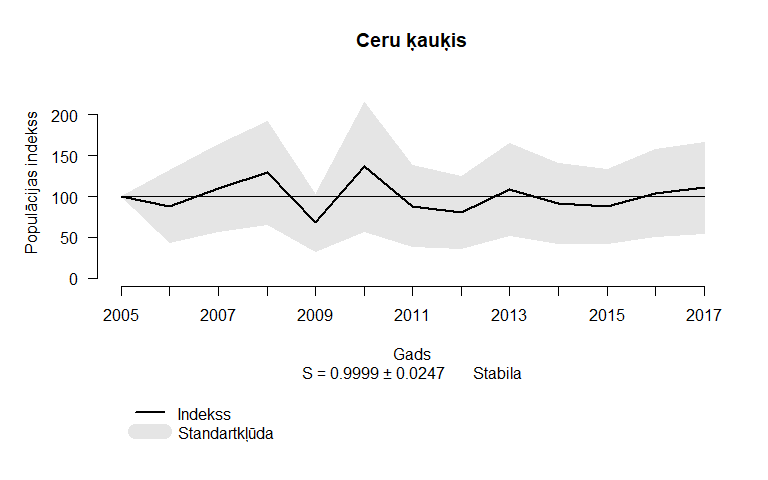 Ceru ķauķis
Populācijas indekss
200
150
100
50
0
2005 2007 2009 2011 2013 2015 2017
Gads
S = 0.9999 ± 0.0247 Stabila
Indekss
Standartkļūda